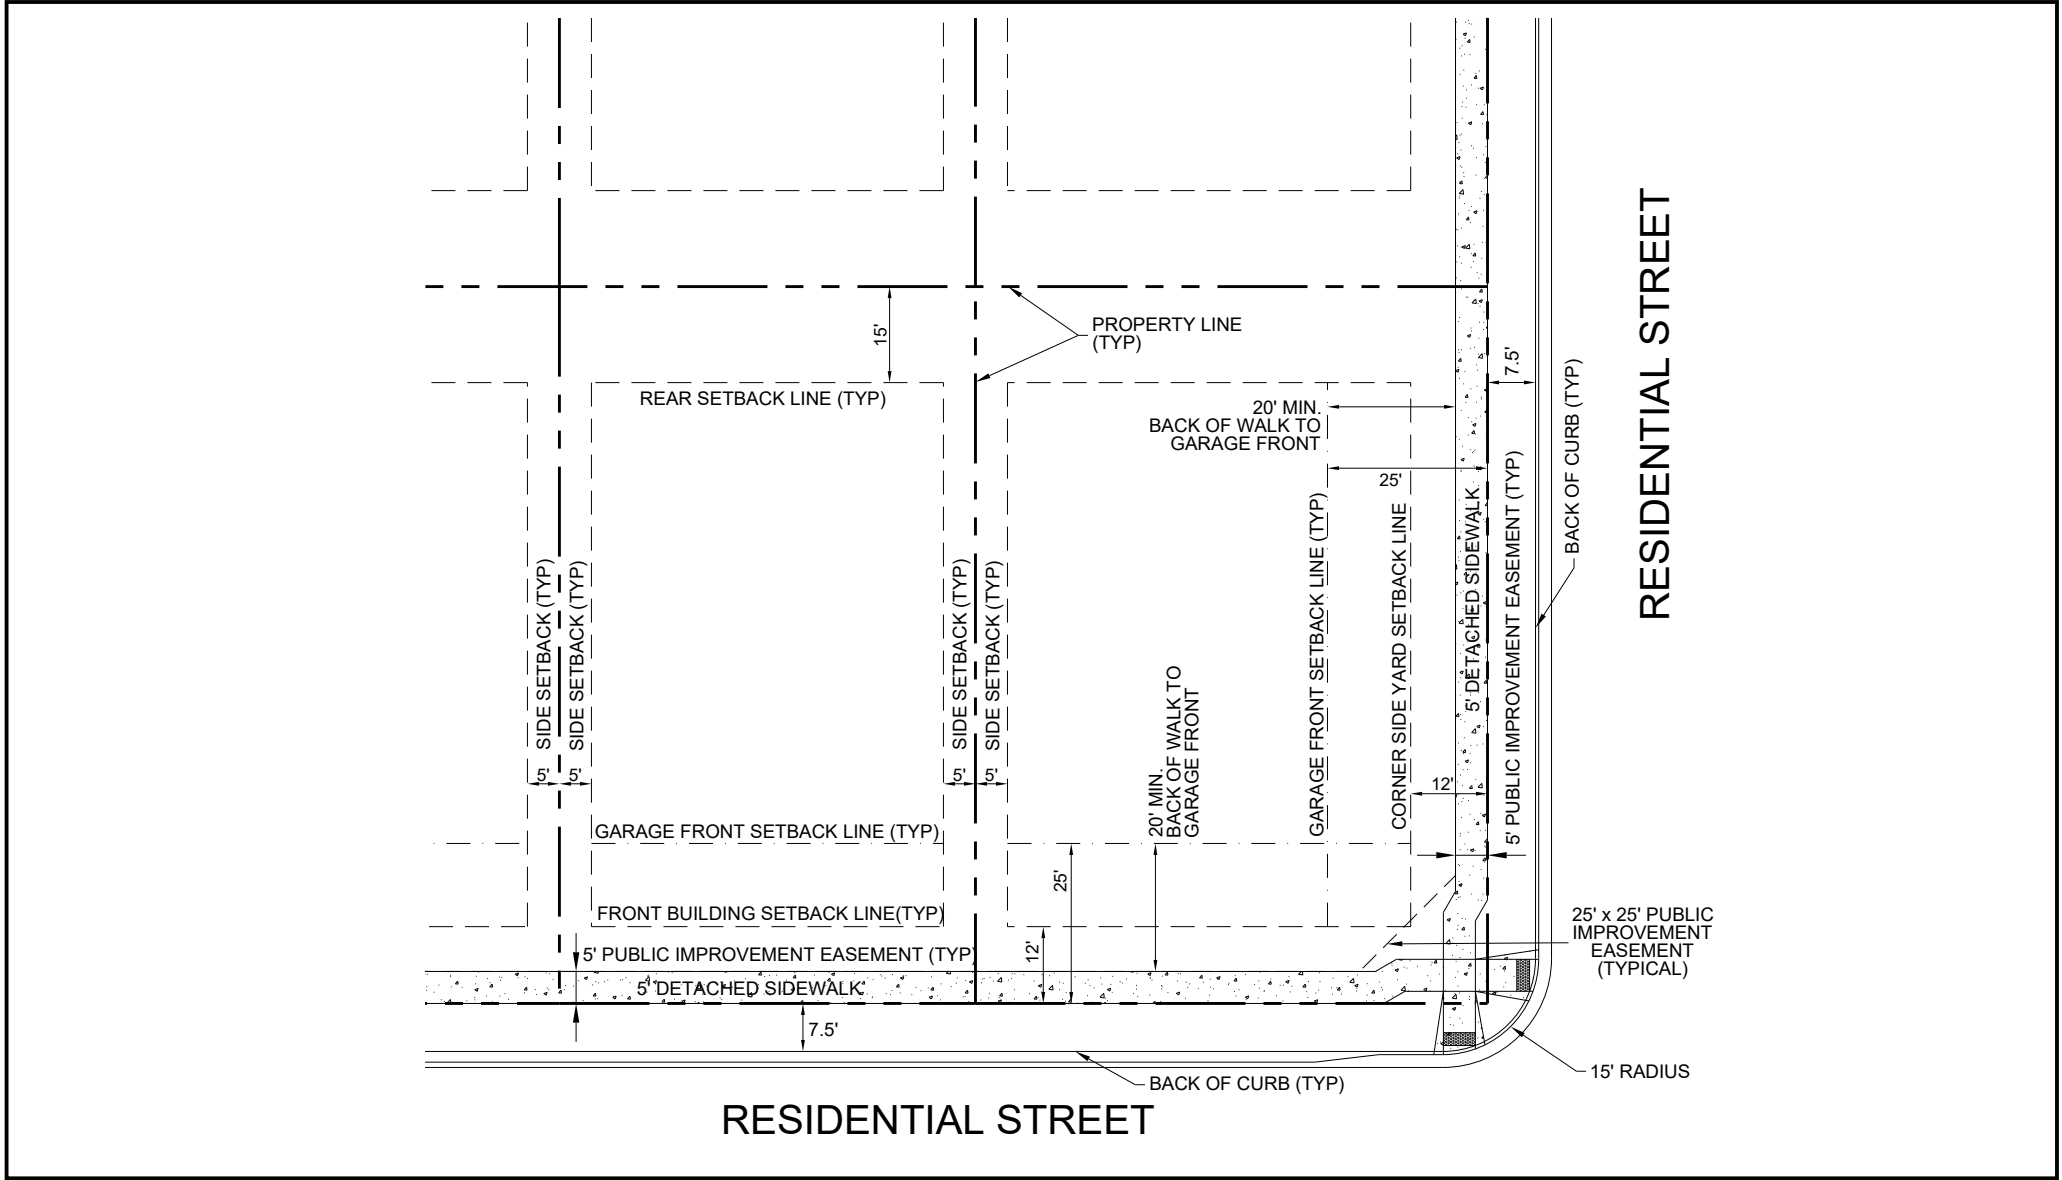 15'
PROPERTY LINE
(TYP)
7.5'
REAR SETBACK LINE (TYP)
20' MIN.
BACK OF WALK TO
GARAGE FRONT
25'
SIDE SETBACK (TYP)
SIDE SETBACK (TYP)
SIDE SETBACK (TYP)
SIDE SETBACK (TYP)
20' MIN.
BACK OF WALK TO
GARAGE FRONT
GARAGE FRONT SETBACK LINE (TYP)
CORNER SIDE YARD SETBACK LINE
5' DETACHED SIDEWALK
5' PUBLIC IMPROVEMENT EASEMENT (TYP)
BACK OF CURB (TYP)
RESIDENTIAL STREET
5'
5'
5'
5'
12'
GARAGE FRONT SETBACK LINE (TYP)
25'
FRONT BUILDING SETBACK LINE(TYP)
12'
25' x 25' PUBLIC
IMPROVEMENT
EASEMENT
(TYPICAL)
5' PUBLIC IMPROVEMENT EASEMENT (TYP)
5' DETACHED SIDEWALK
7.5'
15' RADIUS
BACK OF CURB (TYP)
RESIDENTIAL STREET